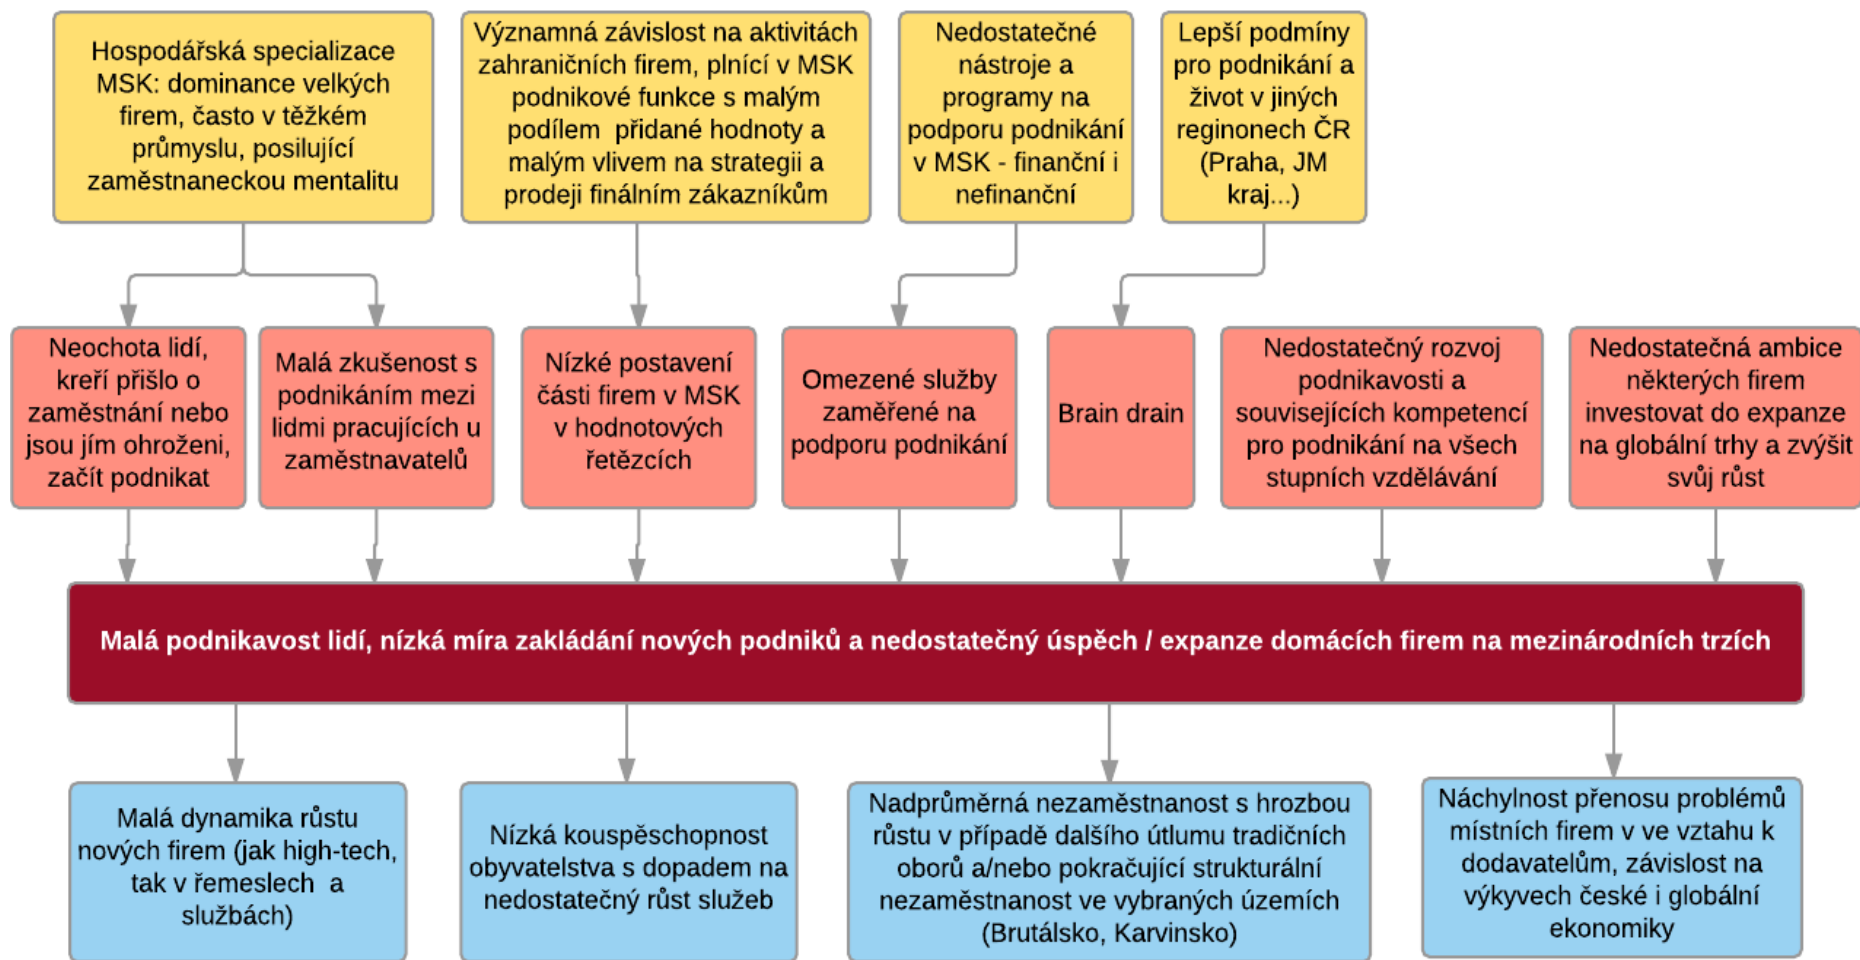 Hospodářská specializace
MSK: dominance velkých
firem, často v těžkém
průmyslu, posilující
zaměstnaneckou mentalitu
Významná závislost na aktivitách
zahraničních firem, plnící v MSK
podnikové funkce s malým
podílem přidané hodnoty a
malým vlivem na strategii a
prodeji finálním zákazníkům
Nedostatečné
nástroje a
programy na
podporu podnikání
v MSK - finanční i
nefinanční
Lepší podmíny
pro podnikání a
život v jiných
reginonech ČR
(Praha, JM
kraj...)
Neochota lidí,
kreří přišlo o
zaměstnání nebo
jsou jím ohroženi,
začít podnikat
Malá zkušenost s
podnikáním mezi
lidmi pracujících u
zaměstnavatelů
Nízké postavení
části firem v MSK
v hodnotových
řetězcích
Omezené služby
zaměřené na
podporu podnikání
Brain drain
Nedostatečný rozvoj
podnikavosti a
souvisejících kompetencí
pro podnikání na všech
stupních vzdělávání
Nedostatečná ambice
některých firem
investovat do expanze
na globální trhy a zvýšit
svůj růst
Malá podnikavost lidí, nízká míra zakládání nových podniků a nedostatečný úspěch / expanze domácích firem na mezinárodních trzích
Malá dynamika růstu
nových firem (jak high-tech,
tak v řemeslech a
službách)
Nízká kouspěschopnost
obyvatelstva s dopadem na
nedostatečný růst služeb
Nadprůměrná nezaměstnanost s hrozbou
růstu v případě dalšího útlumu tradičních
oborů a/nebo pokračující strukturální
nezaměstnanost ve vybraných územích
(Brutálsko, Karvinsko)
Náchylnost přenosu problémů
místních firem v ve vztahu k
dodavatelům, závislost na
výkyvech české i globální
ekonomiky